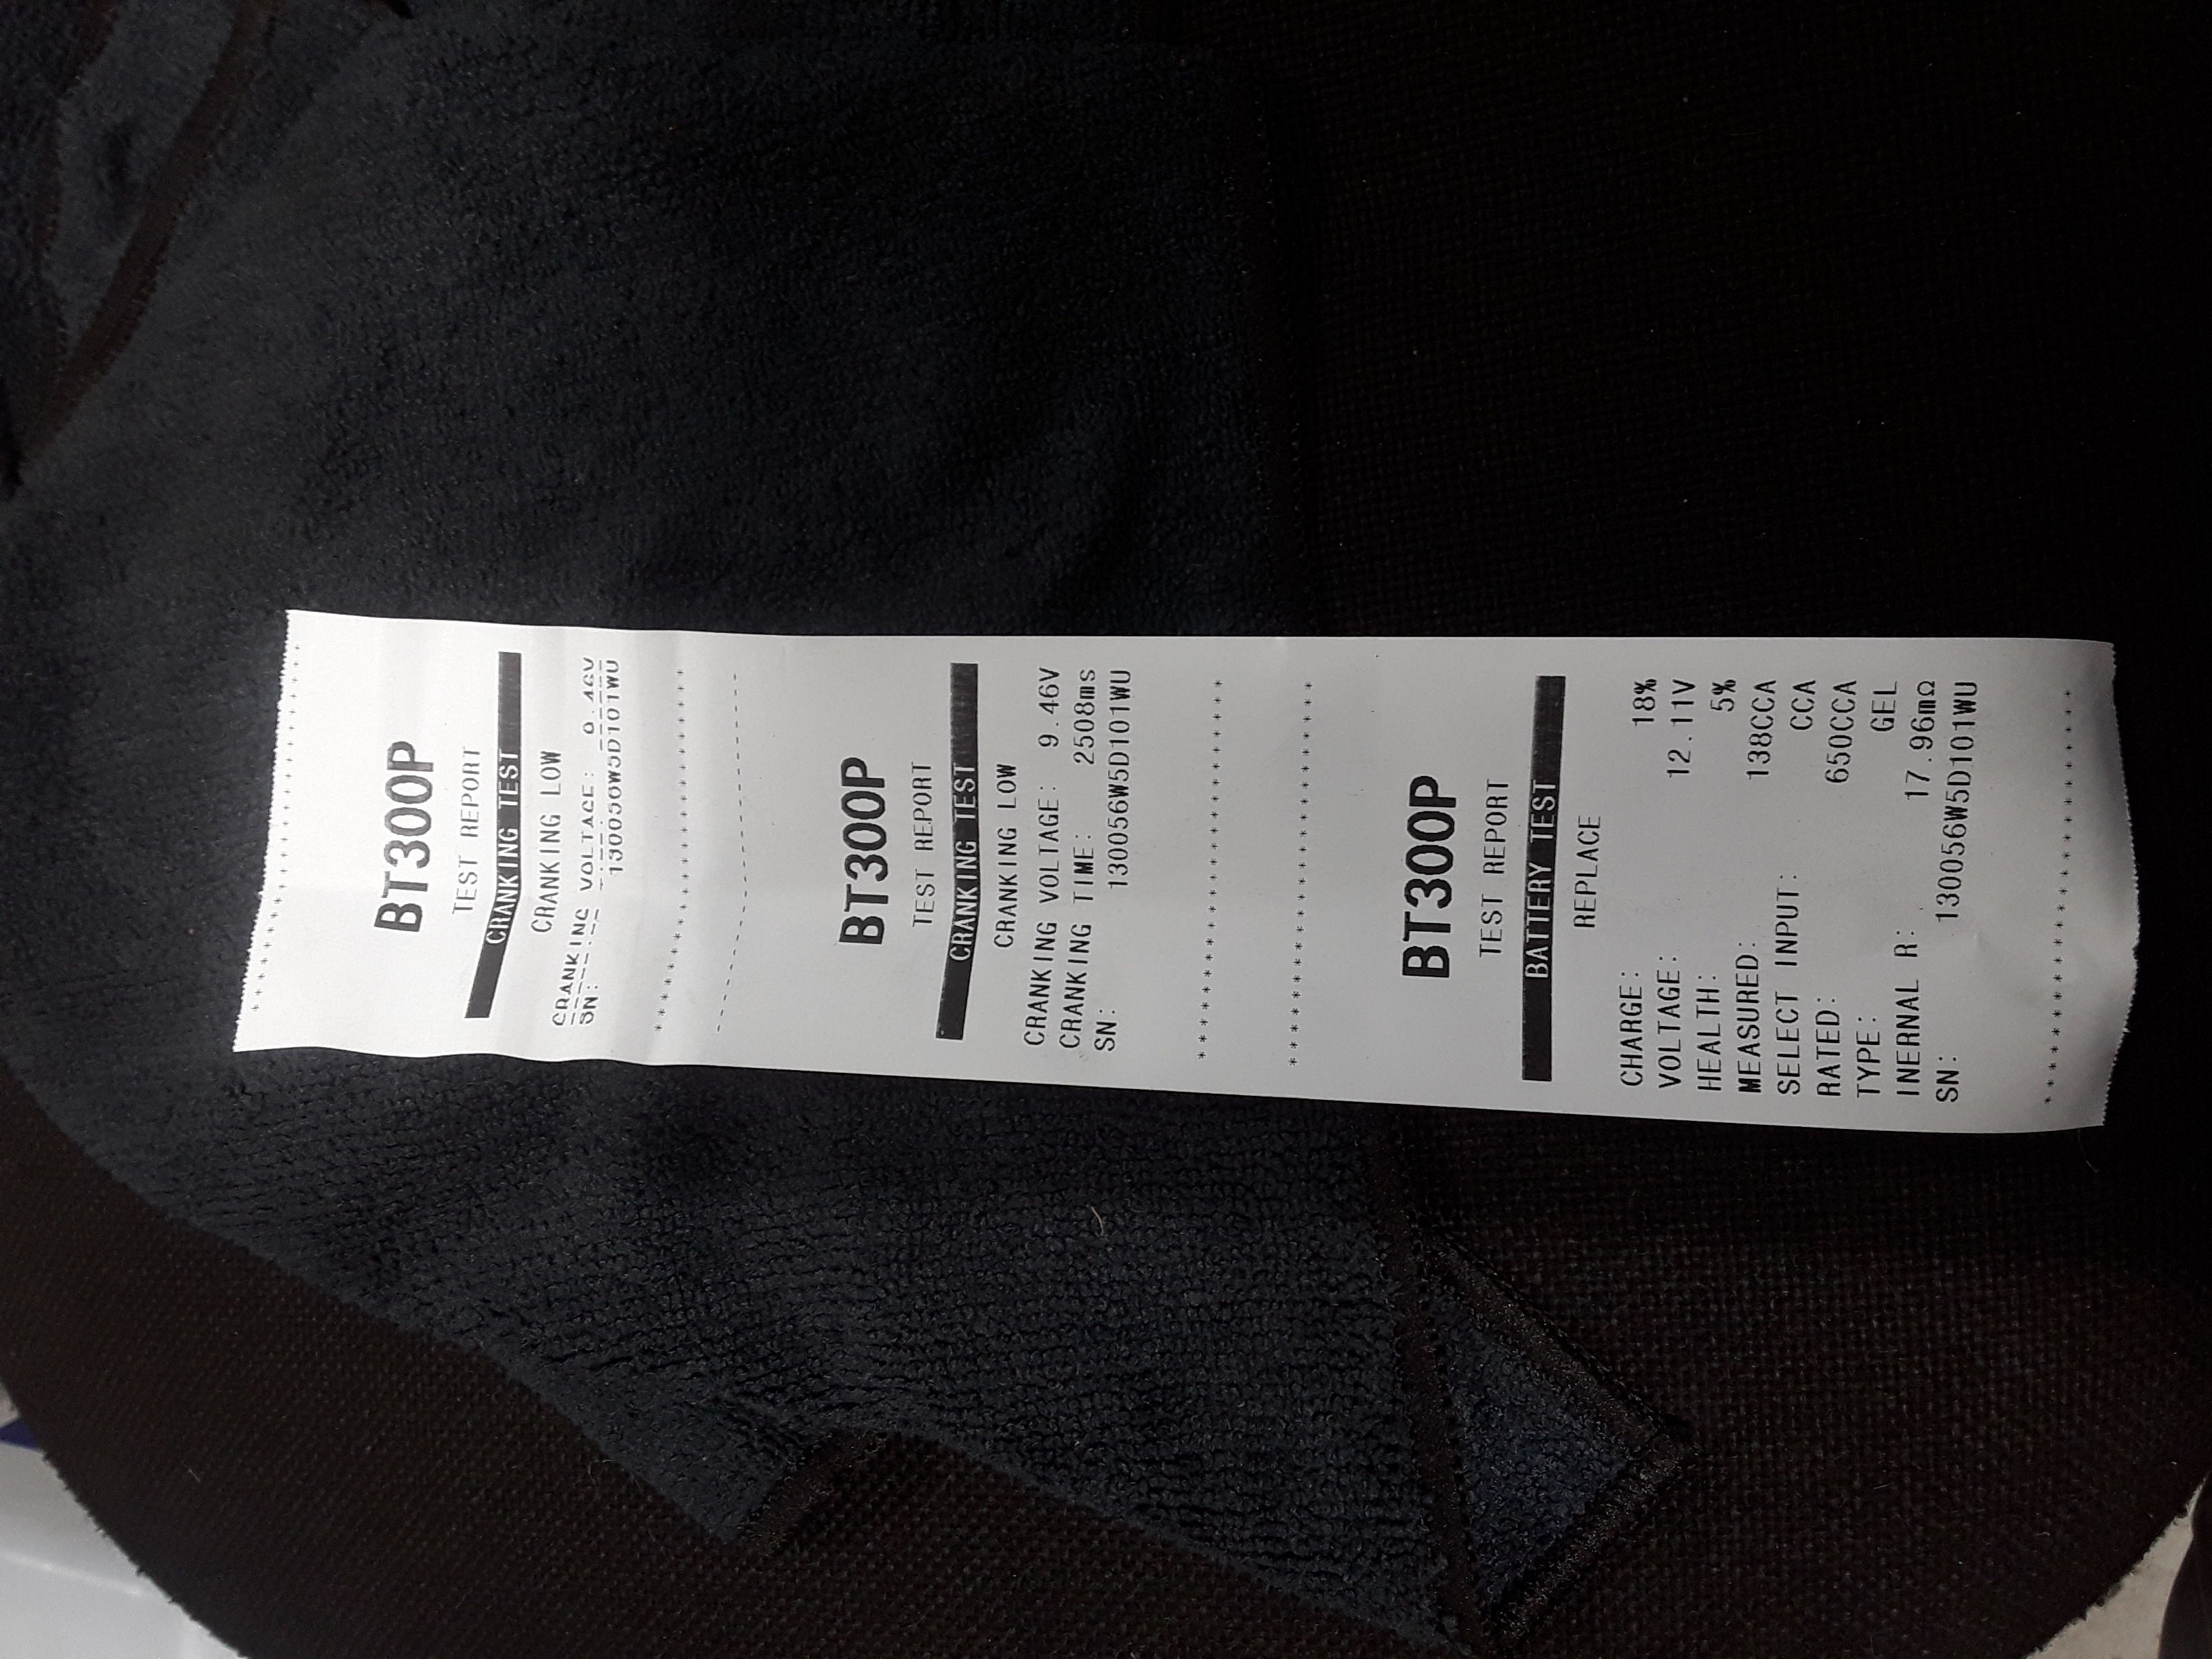 BT300P
TEST REPORT
CRANKING TEST
CRANKING LOW
CRANKING VOLTAGE: 9.46V
SN: 130056W5D101WU
BT300P
TEST REPORT
CRANKING TEST
CRANKING LOW
CRANKING VOLTAGE: 9.46V
CRANKING TIME: 2508ms
SN: 130056W5D101WU
**********************
**********************
BT300P
TEST REPORT
BATTERY TEST
REPLACE
CHARGE: 18%
VOLTAGE: 12.11V
HEALTH: 5%
MEASURED: 138CCA
SELECT INPUT: CCA
RATED: 650CCA
TYPE: GEL
INERNAL R: 17.96mΩ
SN: 130056W5D101WU
**********************